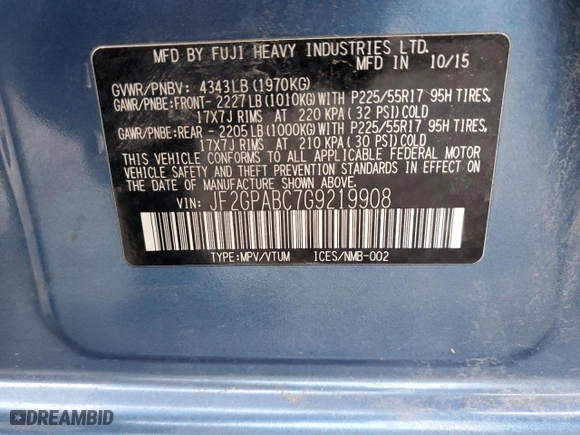 MFD BY FUJI HEAVY INDUSTRIES LTD.
MFD IN 10/15
GVWR/PNBV: 4343LB(1970KG)
GAWR/PNBE:FRONT- 2227LB(1010KG)WITH P225/55R17 95H TIRES,
17X7J RIMS AT 220 KPA(32 PSI)COLD
GAWR/PNBE:REAR - 2205LB(1000KG)WITH P225/55R17 95H TIRES,
17X7J RIMS AT 210 KPA(30 PSI)COLD
THIS VEHICLE CONFORMS TO ALL APPLICABLE FEDERAL MOTOR
VEHICLE SAFETY AND THEFT PREVENTION STANDARDS IN EFFECT ON
THE DATE OF MANUFACTURE SHOWN ABOVE.
VIN: JF2GPABC7G9219908
TYPE:MPV/VTUM ICES/NMB-002
DREAMBID